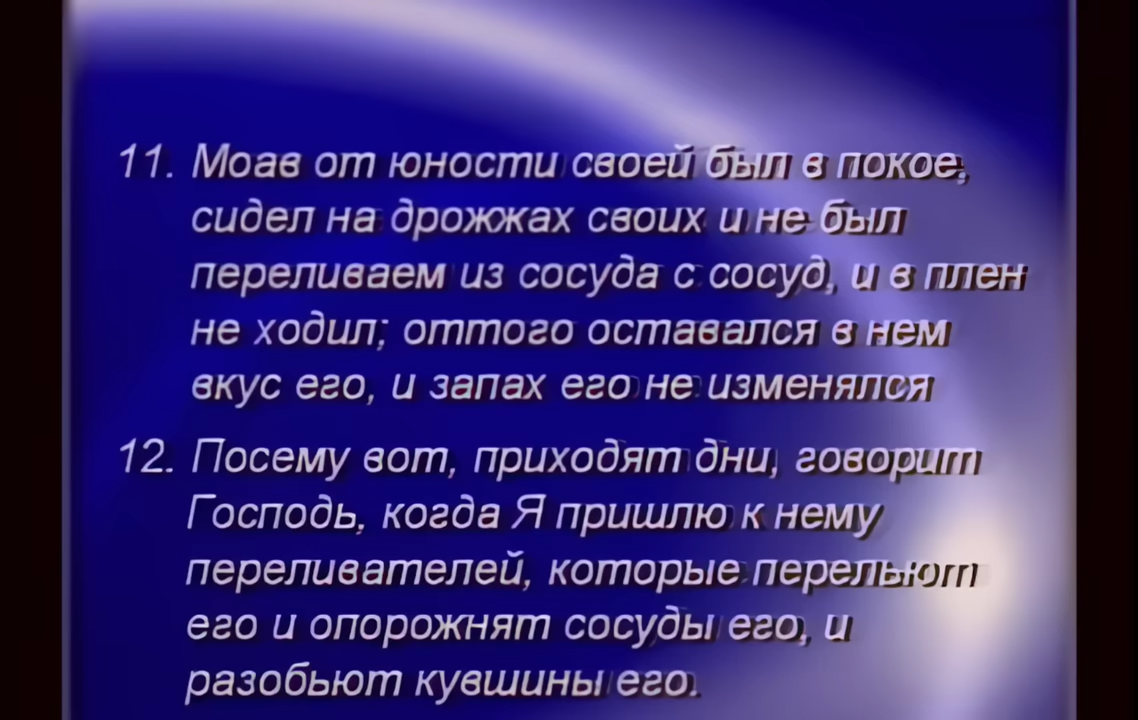 11. Моав от юности своей был в покое,
сидел на дрожжах своих и не был
переливаем из сосуда с сосуд, и в плен
не ходил; оттого оставался в нем
вкус его, и запах его не изменялся
12. Посему вот, приходят дни, говорит
Господь, когда Я пришлю к нему
переливателей, которые перельют
его и опорожнят сосуды его, и
разобьют кувшины его.